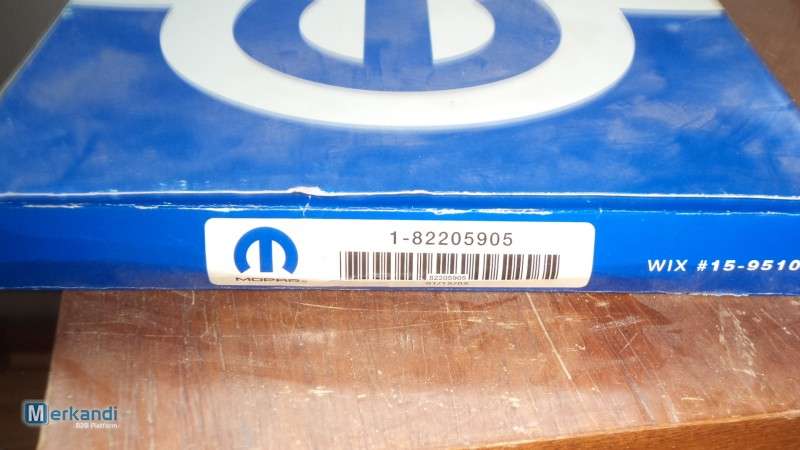 1-82205905
82205905
MOPAR
WIX #15-9510
Merkandi
B2B Platform